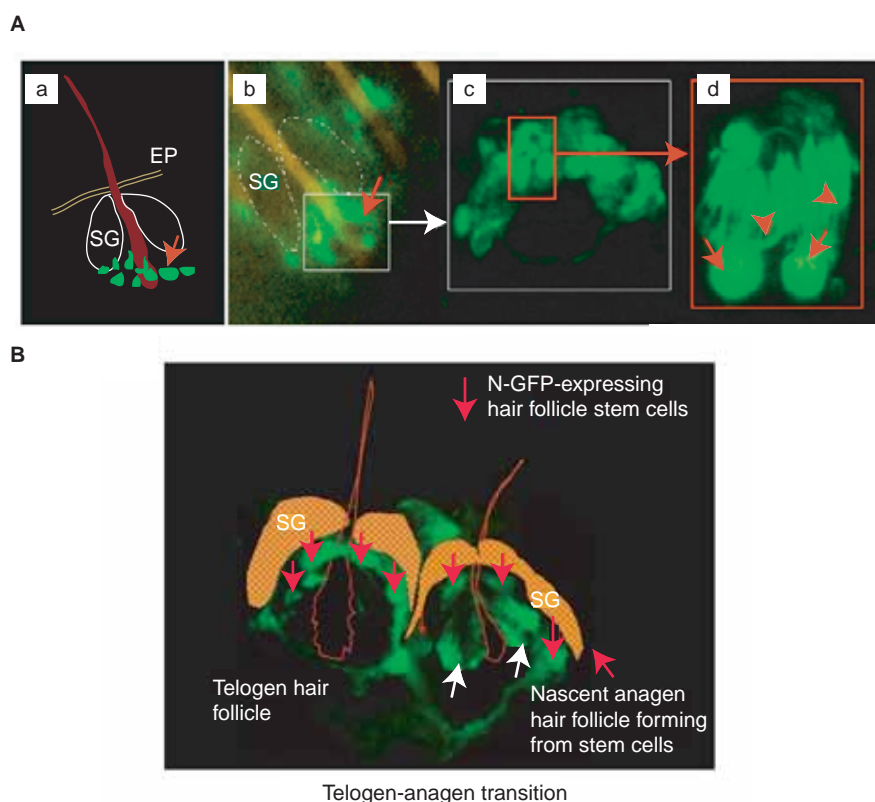 A
a
b
c
d
EP
SG
SG
B
N-GFP-expressing
hair follicle stem cells
SG
SG
Telogen hair
follicle
Nascent anagen
hair follicle forming
from stem cells
Telogen-anagen transition